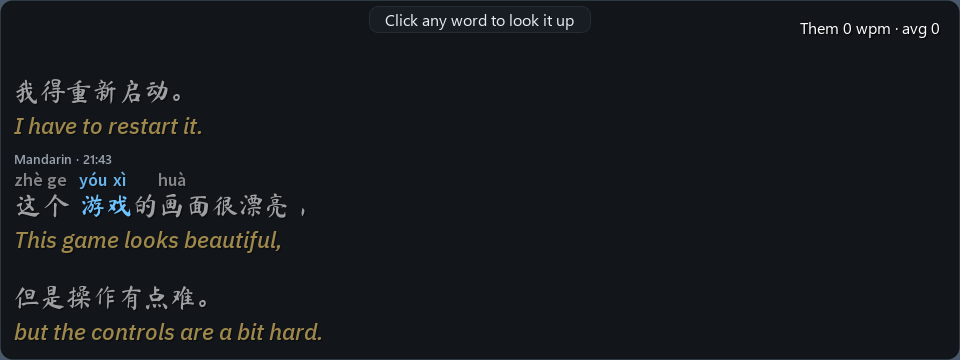 Click any word to look it up
Them 0 wpm · avg 0
我得重新启动。
I have to restart it.
Mandarin · 21:43
zhè ge yóu xì huà
这个 游戏的画面很漂亮，
This game looks beautiful,
但是操作有点难。
but the controls are a bit hard.